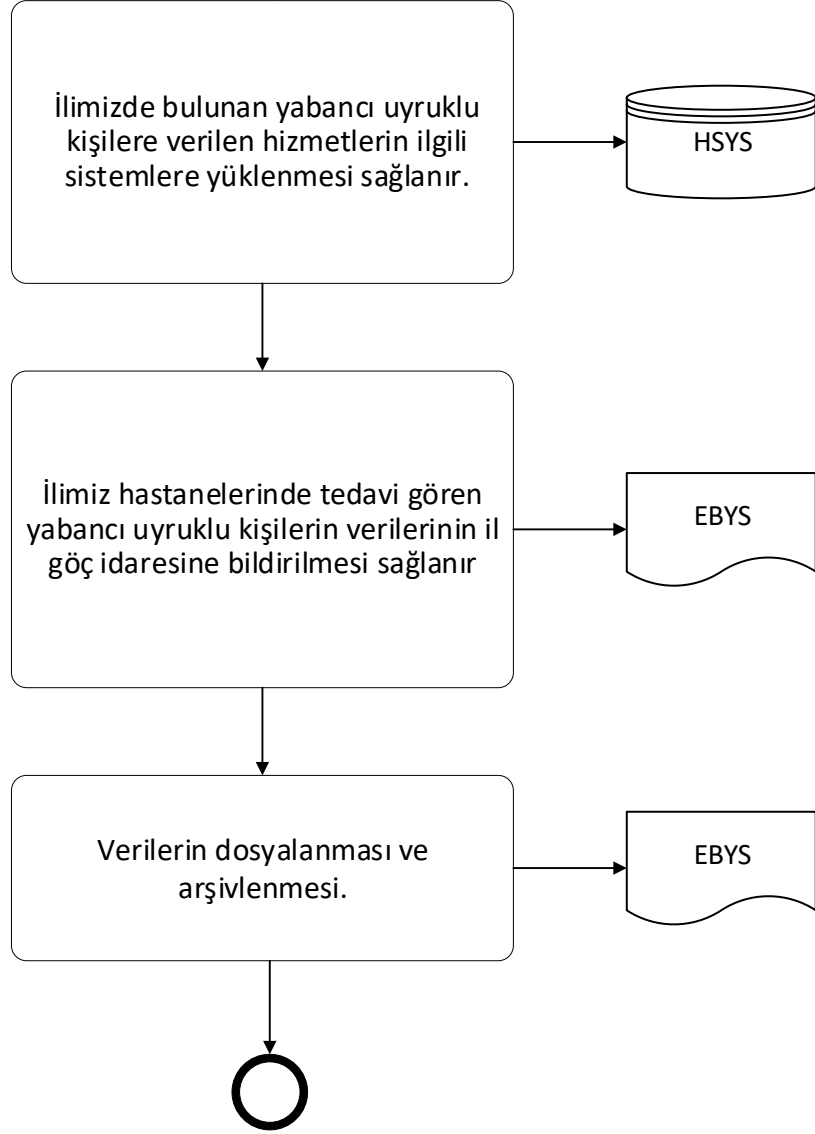 İlimizde bulunan yabancı uyruklu
kişilere verilen hizmetlerin ilgili
sistemlere yüklenmesi sağlanır.
HSYS
İlimiz hastanelerinde tedavi gören
yabancı uyruklu kişilerin verilerinin il
göç idaresine bildirilmesi sağlanır
EBYS
Verilerin dosyalanması ve
arşivlenmesi.
EBYS